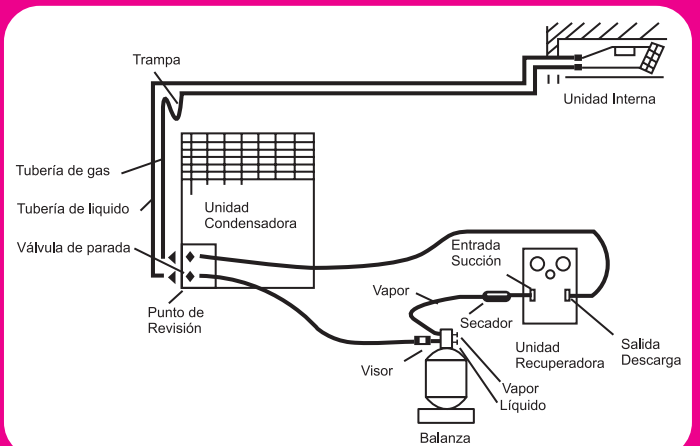 Trampa
Unidad Interna
Tubería de gas
Tubería de liquido
Unidad
Condensadora
Válvula de parada
Entrada
Succión
Vapor
Punto de
Revisión
Secador
Unidad
Recuperadora
Salida
Descarga
Visor
Vapor
Líquido
Balanza